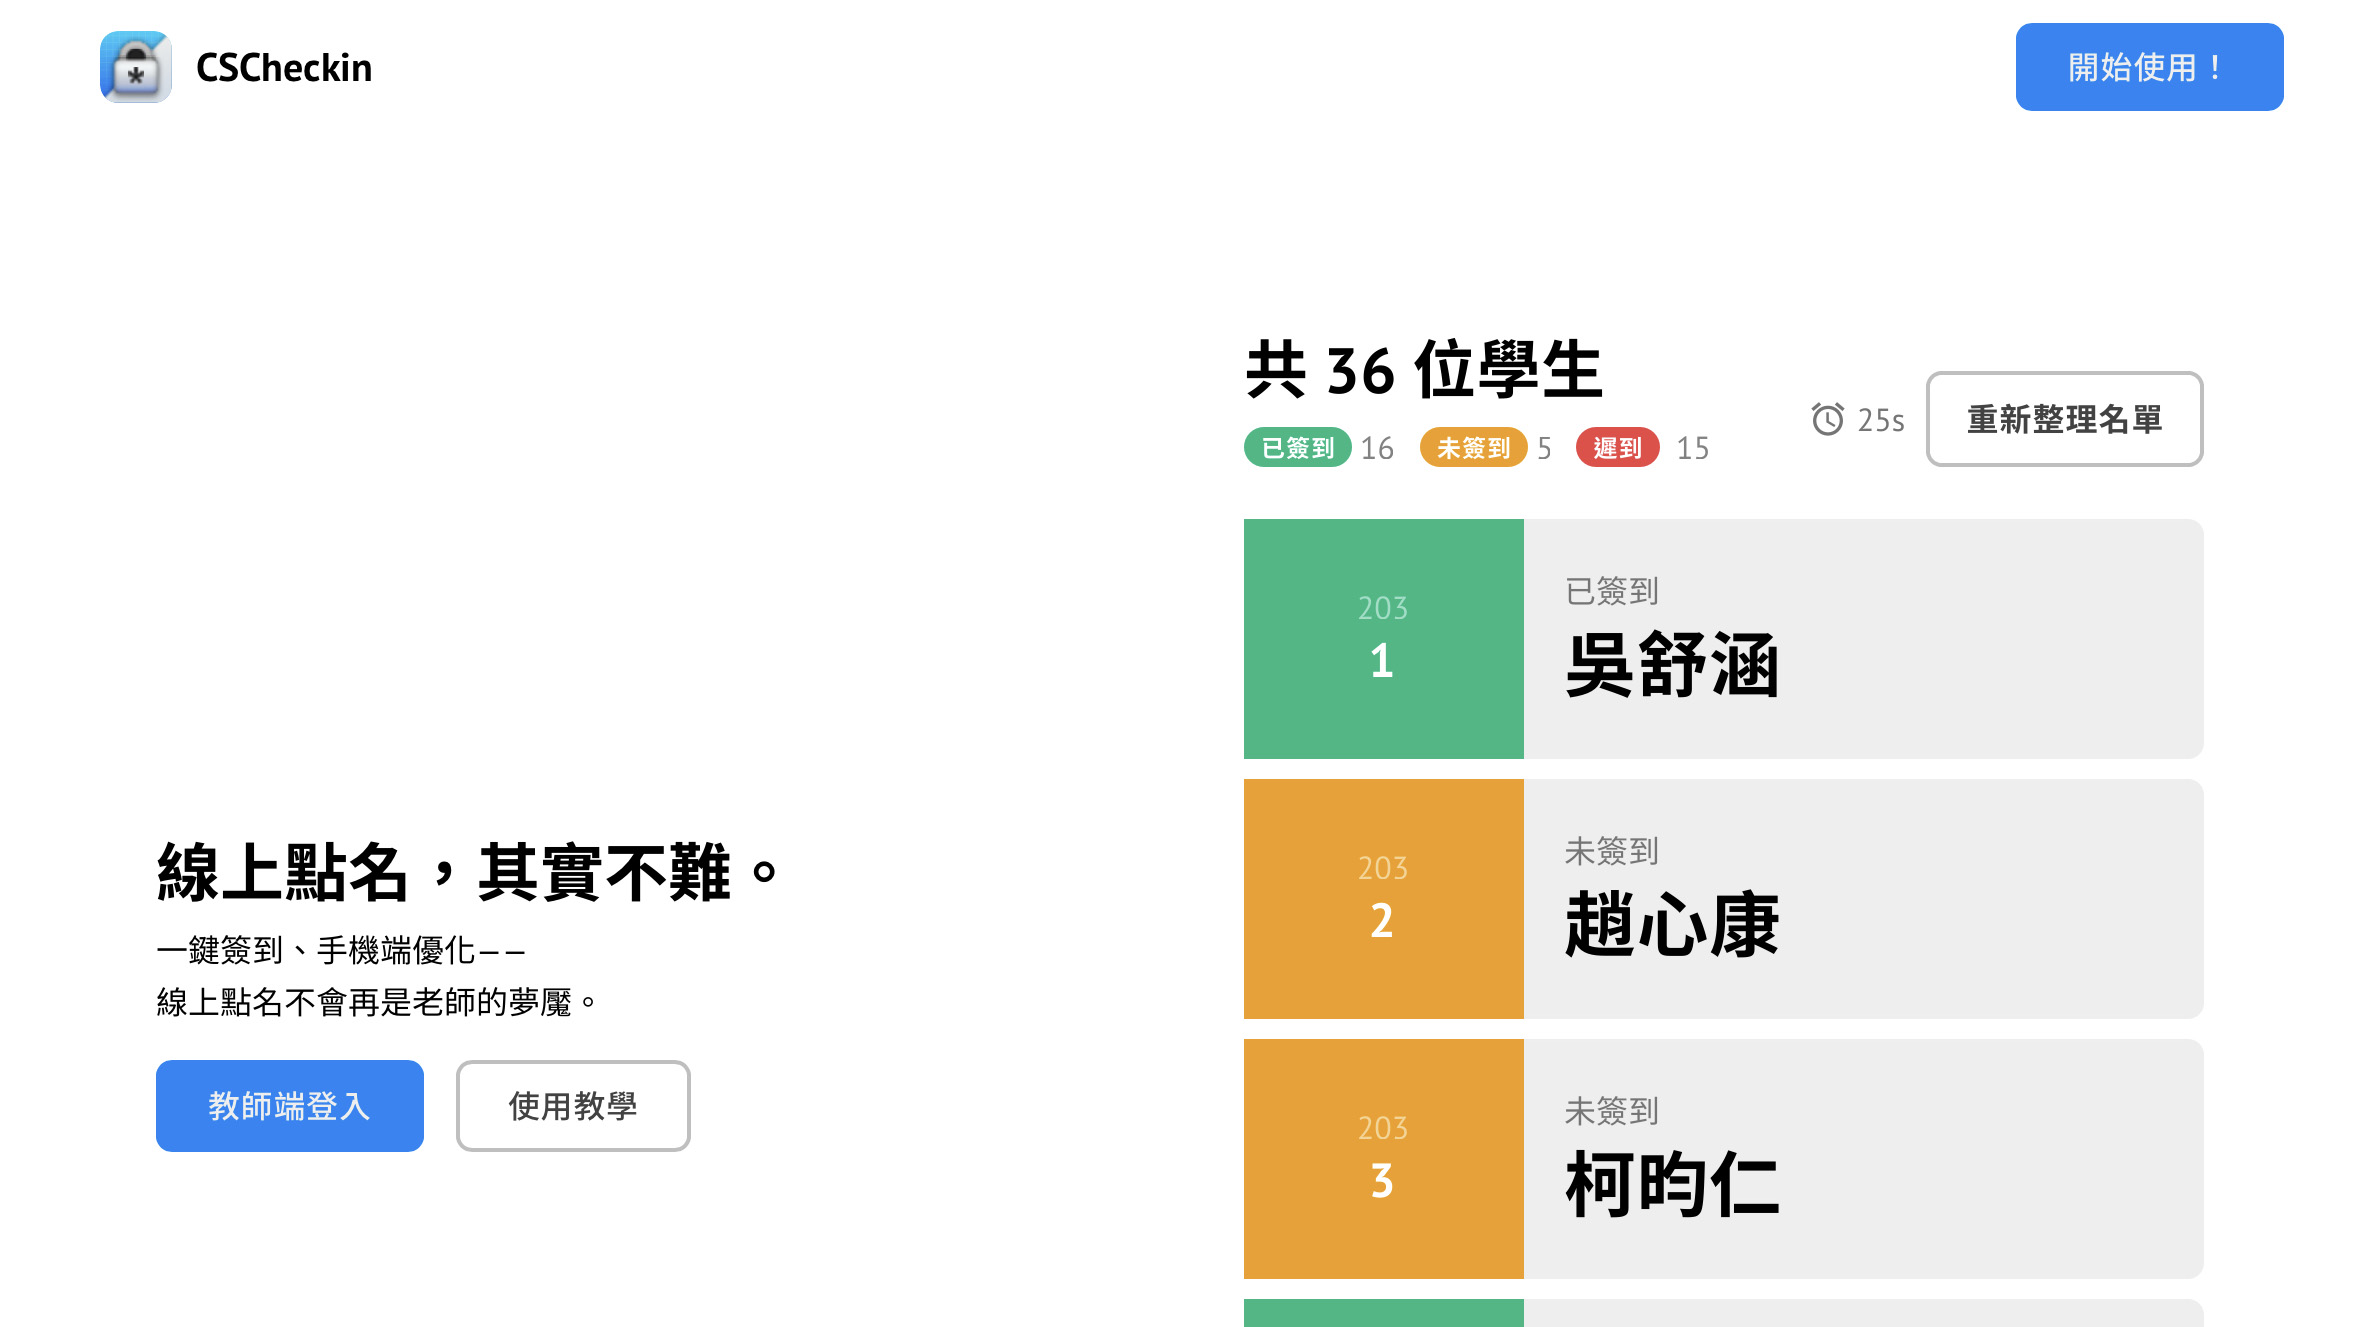 CSCheckin
開始使用！
線上點名，其實不難。
一鍵簽到、手機端優化——
線上點名不會再是老師的夢魘。
教師端登入
使用教學
共 36 位學生
已簽到 16 未簽到 5 遲到 15
25s
重新整理名單
203
1
已簽到
吳舒涵
203
2
未簽到
趙心康
203
3
未簽到
柯昀仁